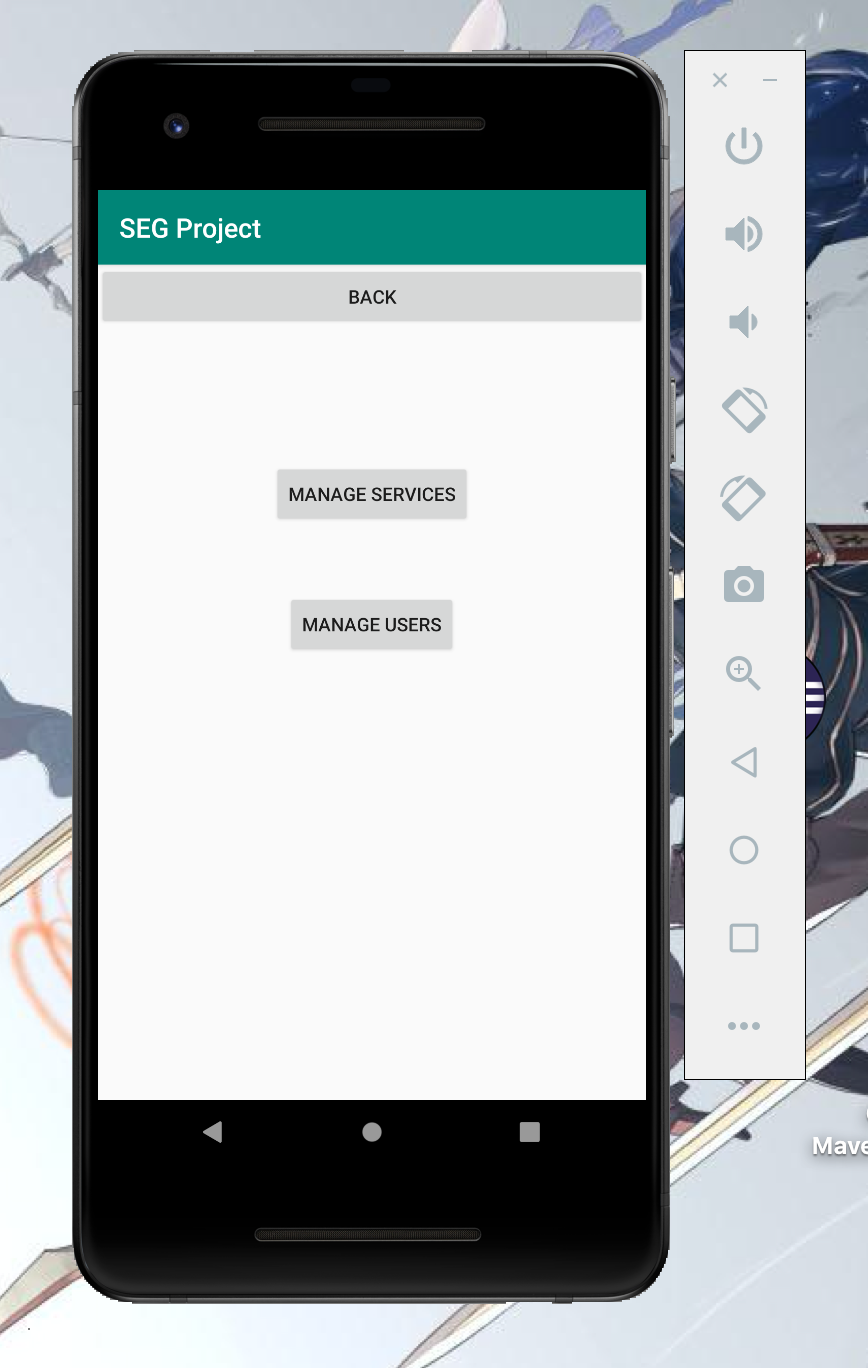 SEG Project
BACK
MANAGE SERVICES
MANAGE USERS